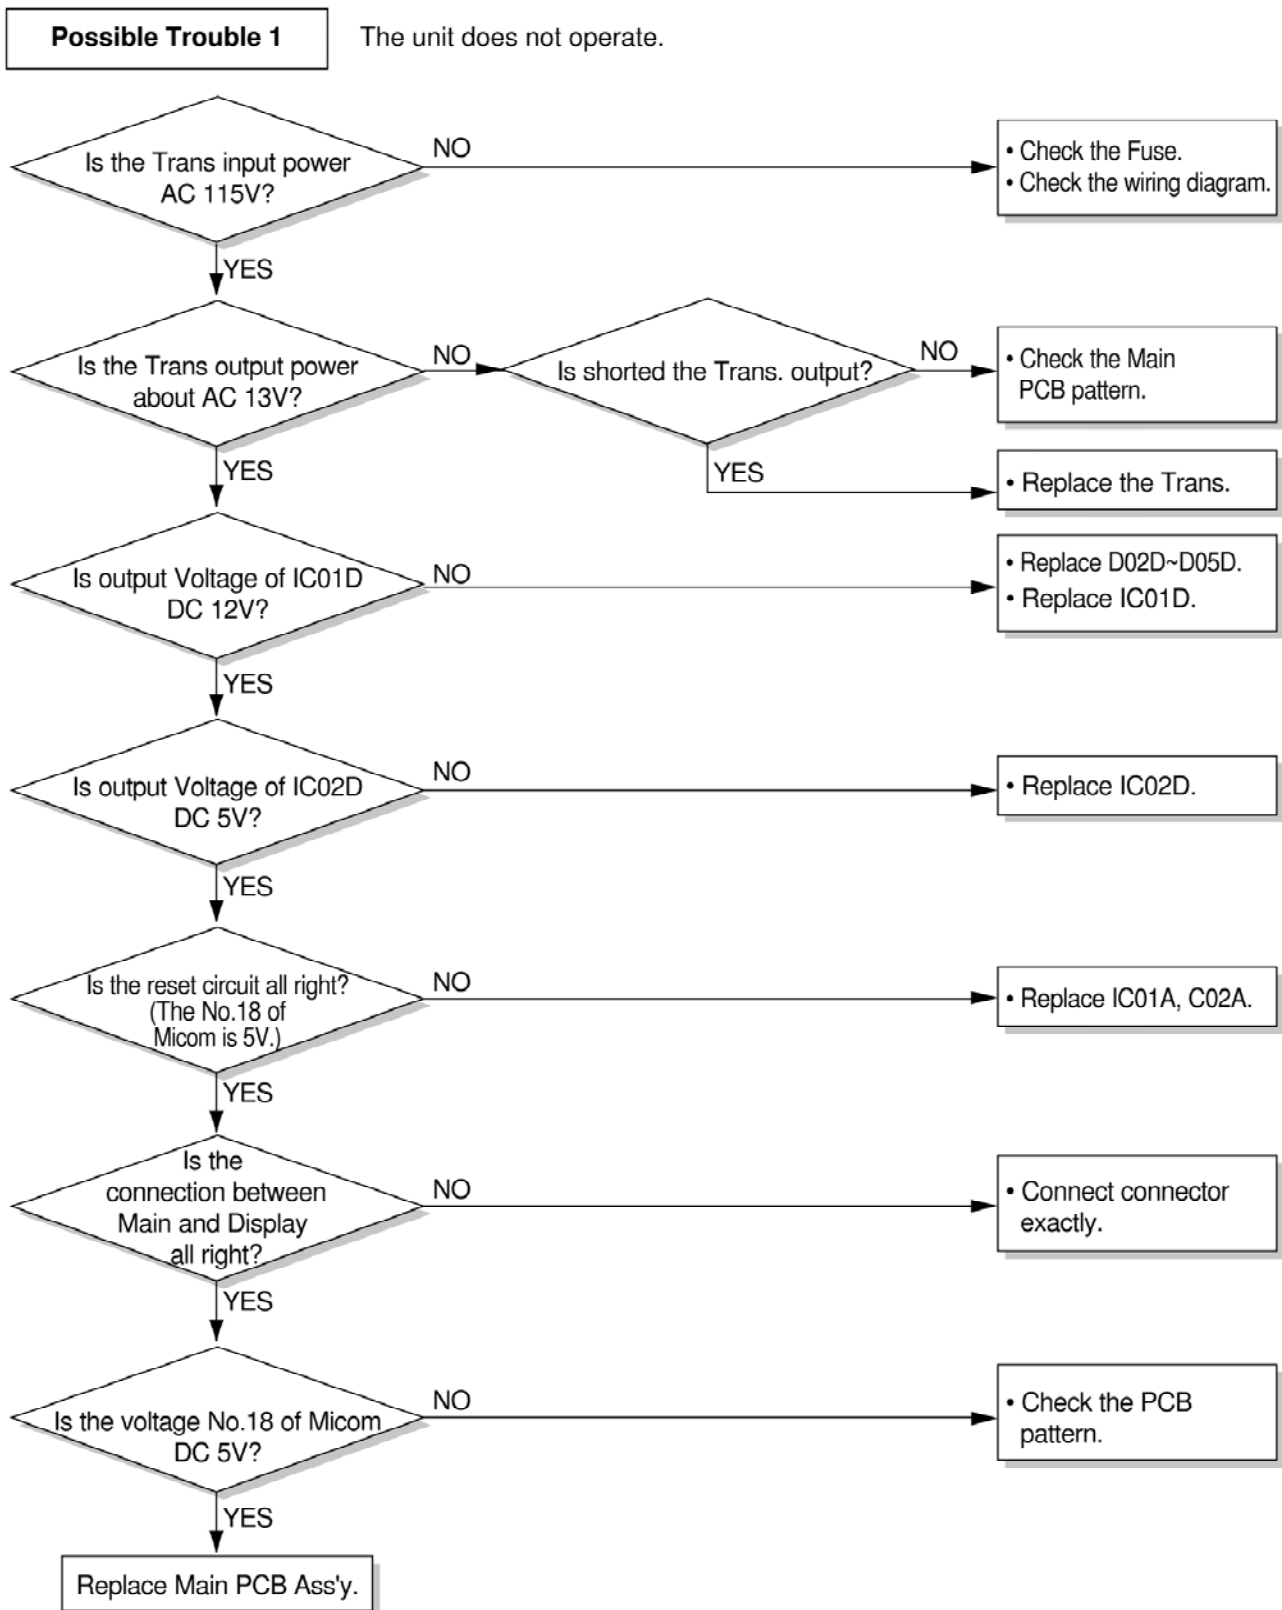 Possible Trouble 1
The unit does not operate.
Is the Trans input power
AC 115V?
NO
• Check the Fuse.
• Check the wiring diagram.
YES
Is the Trans output power
about AC 13V?
NO
Is shorted the Trans. output?
NO
• Check the Main
PCB pattern.
YES
• Replace the Trans.
YES
Is output Voltage of IC01D
DC 12V?
NO
• Replace D02D~D05D.
• Replace IC01D.
YES
Is output Voltage of IC02D
DC 5V?
NO
• Replace IC02D.
YES
Is the reset circuit all right?
(The No.18 of
Micom is 5V.)
NO
• Replace IC01A, C02A.
YES
Is the
connection between
Main and Display
all right?
NO
• Connect connector
exactly.
YES
Is the voltage No.18 of Micom
DC 5V?
NO
• Check the PCB
pattern.
YES
Replace Main PCB Ass'y.